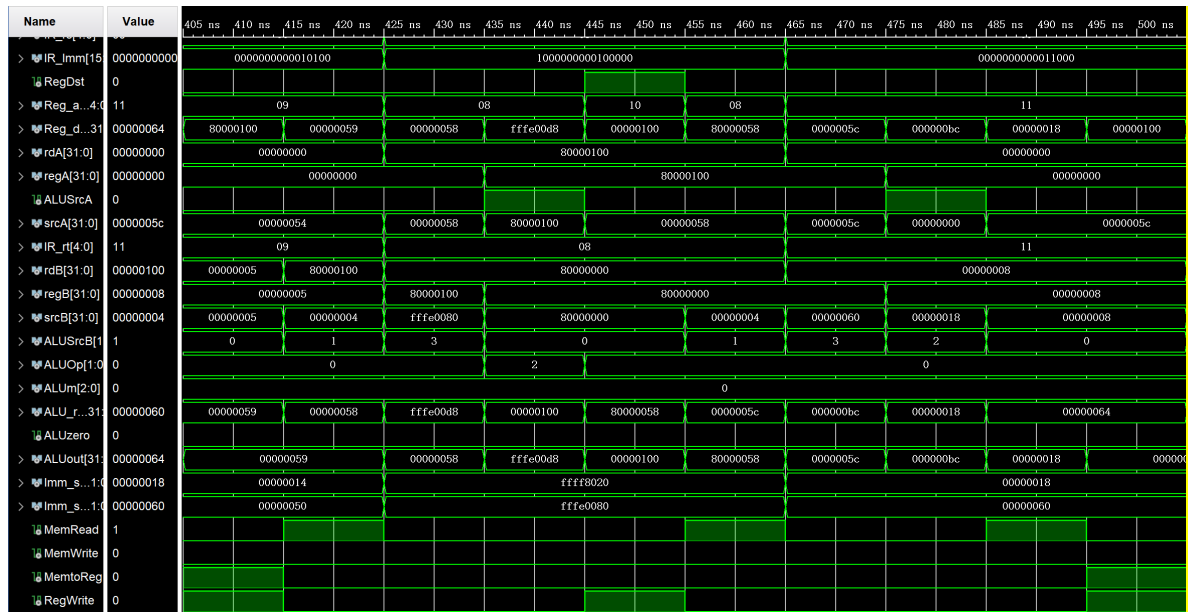 Name Value 405 ns 410 ns 415 ns 420 ns 425 ns 430 ns 435 ns 440 ns 445 ns 450 ns 455 ns 460 ns 465 ns 470 ns 475 ns 480 ns 485 ns 490 ns 495 ns 500 ns
IR_Imm[15 0000000000 0000000000010100 1000000000100000 0000000000011000
RegDst 0
Reg_a...4:0 11 09 08 10 08 11
Reg_d...31 00000064 80000100 00000059 00000058 fffe00d8 00000100 80000058 0000005c 000000bc 00000018 00000100
rdA[31:0] 00000000 00000000 80000100 00000000
regA[31:0] 00000000 00000000 80000100 00000000
ALUSrcA 0
srcA[31:0] 0000005c 00000054 00000058 80000100 00000058 0000005c 00000000 0000005c
IR_rt[4:0] 11 09 08 11
rdB[31:0] 00000100 00000005 80000100 80000000 00000008
regB[31:0] 00000008 00000005 80000100 80000000 00000008
srcB[31:0] 00000004 00000005 00000004 fffe0080 80000000 00000004 00000060 00000018 00000008
ALUSrcB[1 1 0 1 3 0 1 3 2 0
ALUOp[1:0 0 0 2 0
ALUm[2:0] 0 0
ALU_r...31: 00000060 00000059 00000058 fffe00d8 00000100 80000058 0000005c 000000bc 00000018 00000064
ALUzero 0
ALUout[31: 00000064 00000059 00000058 fffe00d8 00000100 80000058 0000005c 000000bc 00000018 000000
Imm_s...1:0 00000018 00000014 ffff8020 00000018
Imm_s...1:0 00000060 00000050 fffe0080 00000060
MemRead 1
MemWrite 0
MemtoReg 0
RegWrite 0